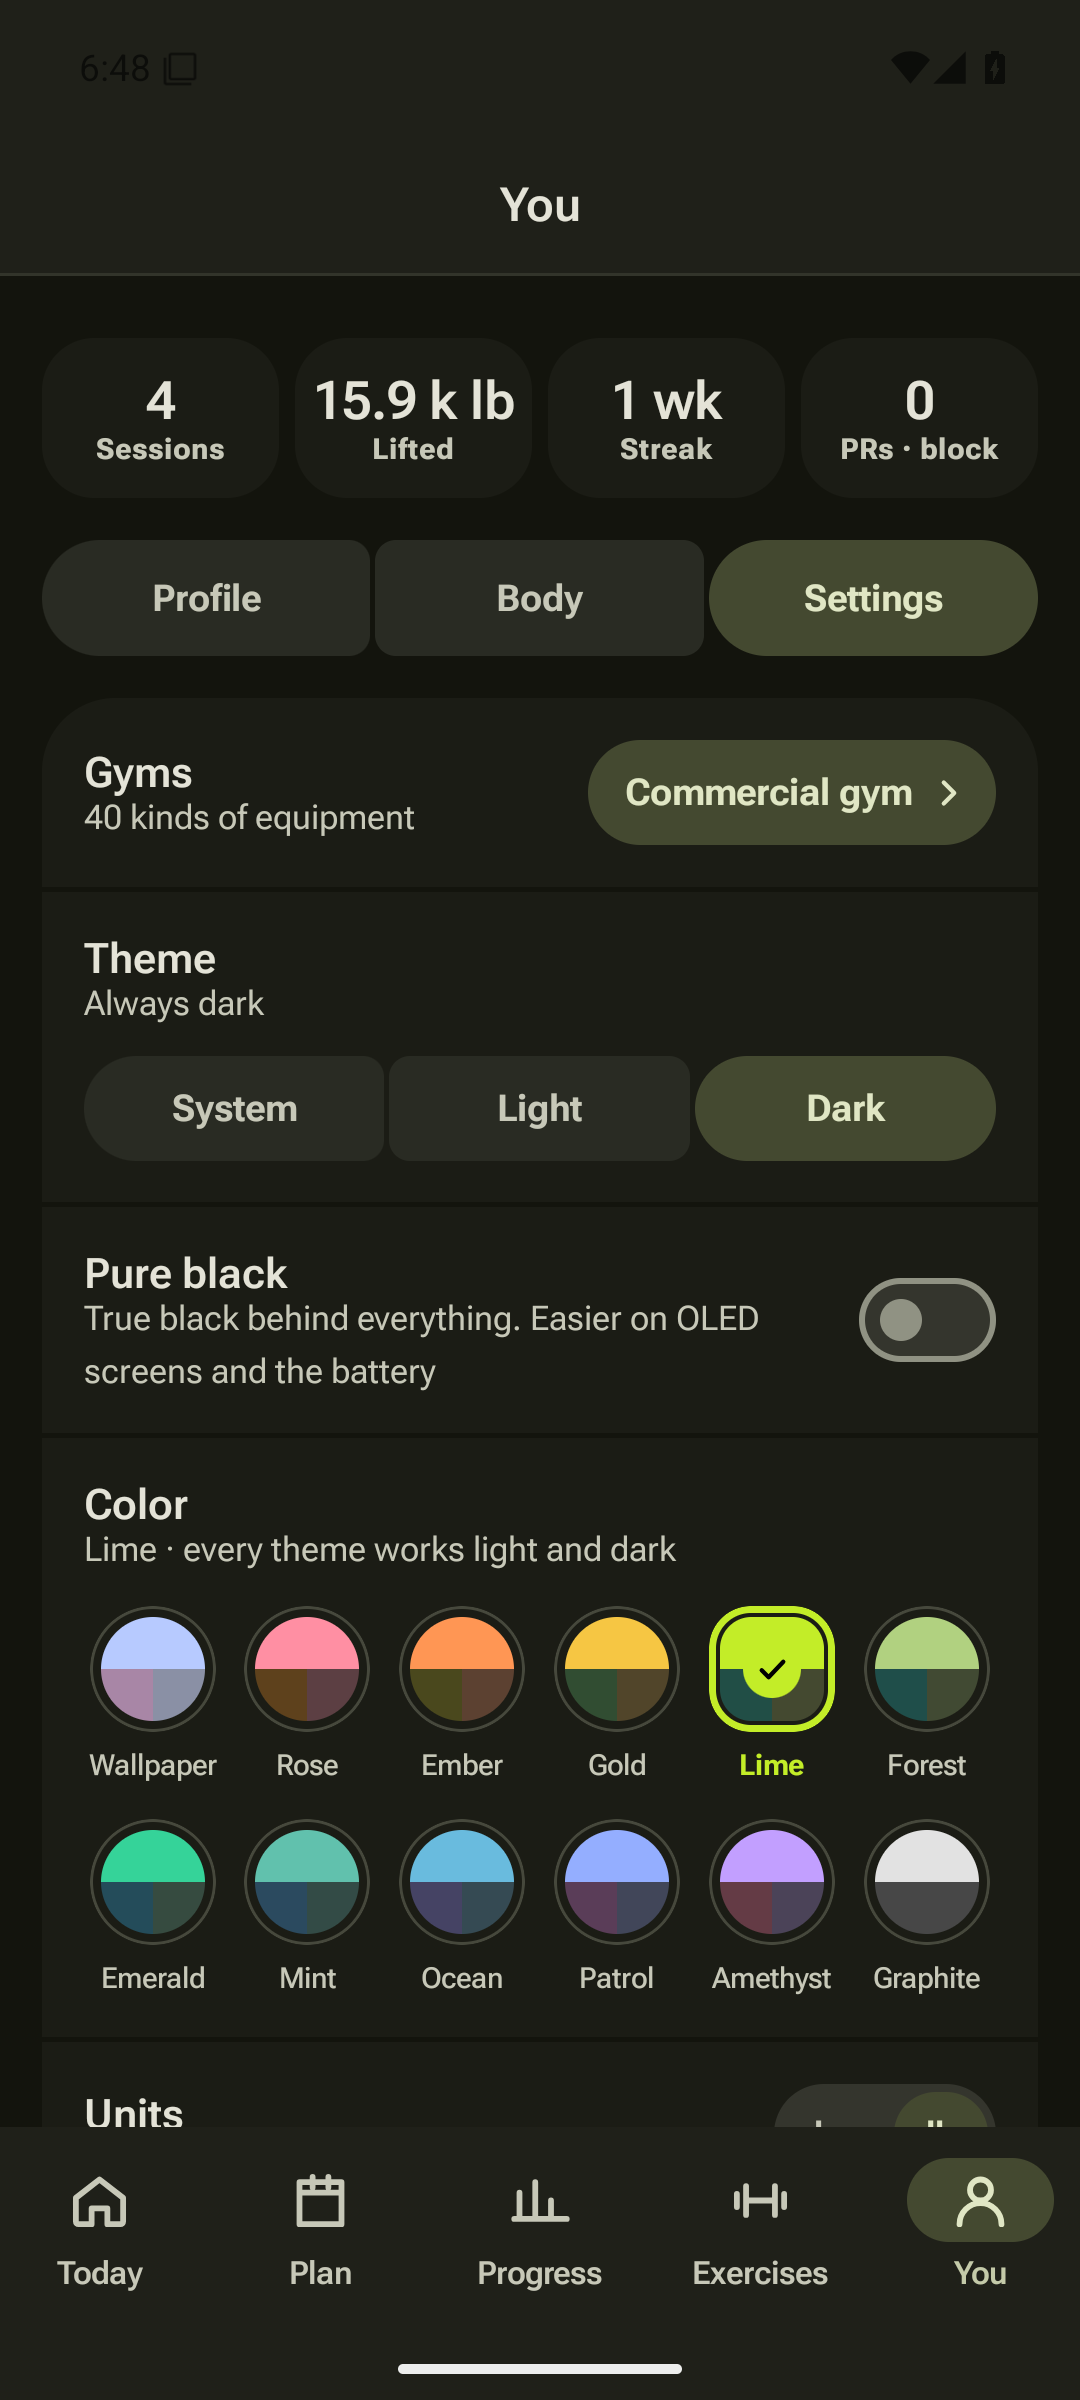 6:48
You
4
Sessions
15.9 k lb
Lifted
1 wk
Streak
0
PRs · block
Profile
Body
Settings
Gyms
40 kinds of equipment
Commercial gym
Theme
Always dark
System
Light
Dark
Pure black
True black behind everything. Easier on OLED
screens and the battery
Color
Lime · every theme works light and dark
Wallpaper
Rose
Ember
Gold
Lime
Forest
Emerald
Mint
Ocean
Patrol
Amethyst
Graphite
Units
Today
Plan
Progress
Exercises
You